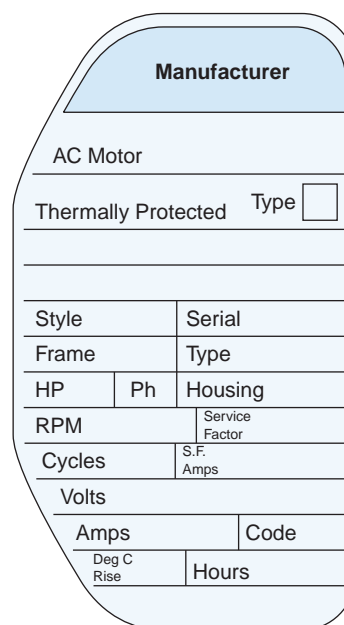 Manufacturer
AC Motor
Thermally Protected Type
Style Serial
Frame Type
HP Ph Housing
RPM Service
Factor
Cycles S.F.
Amps
Volts
Amps Code
Deg C
Rise Hours